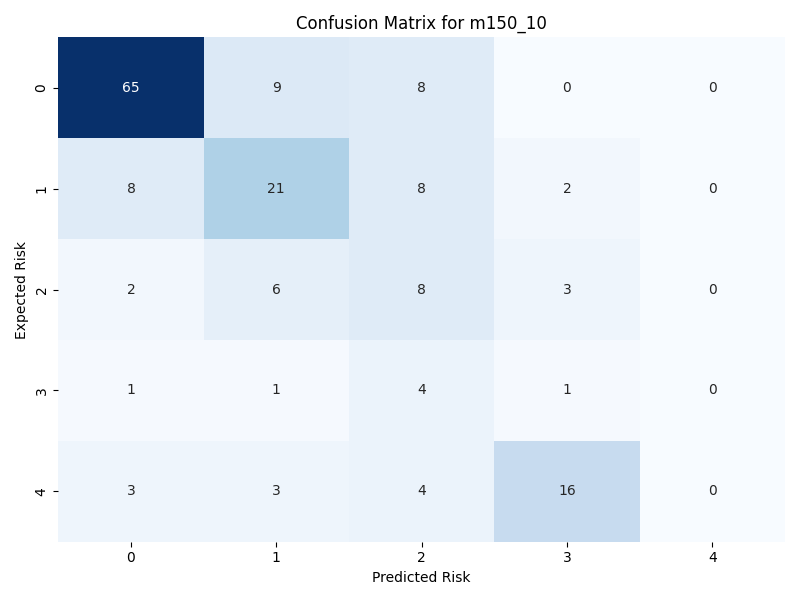 Confusion Matrix for m150_10
Expected Risk
0 65 9 8 0 0
1 8 21 8 2 0
2 2 6 8 3 0
3 1 1 4 1 0
4 3 3 4 16 0
0 1 2 3 4
Predicted Risk